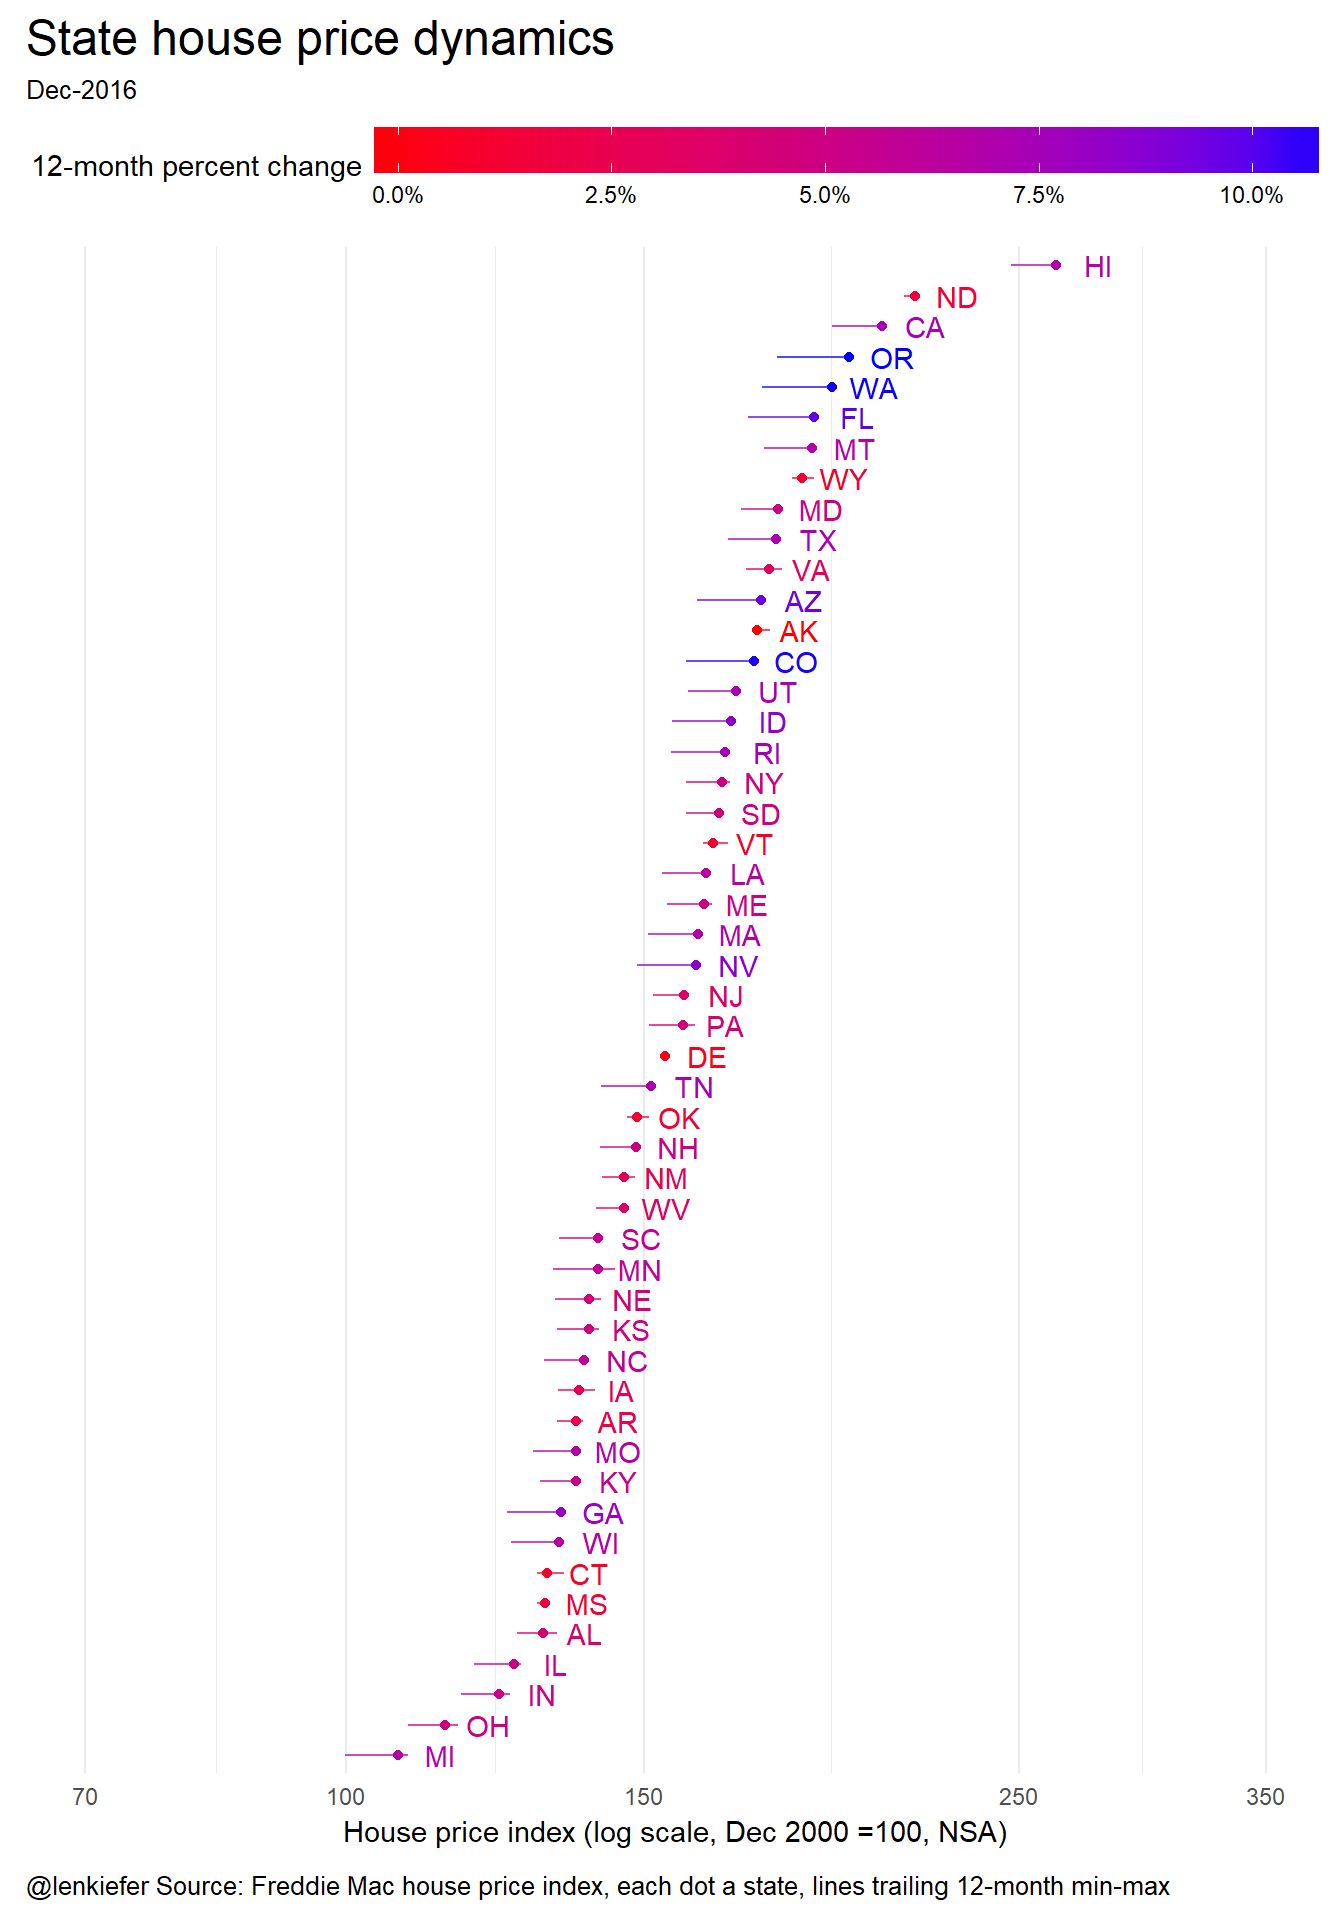 State house price dynamics
Dec-2016
12-month percent change
0.0% 2.5% 5.0% 7.5% 10.0%
HI
ND
CA
OR
WA
FL
MT
WY
MD
TX
VA
AZ
AK
CO
UT
ID
RI
NY
SD
VT
LA
ME
MA
NV
NJ
PA
DE
TN
OK
NH
NM
WV
SC
MN
NE
KS
NC
IA
AR
MO
KY
GA
WI
CT
MS
AL
IL
IN
OH
MI
70 100 150 250 350
House price index (log scale, Dec 2000 =100, NSA)
@lenkiefer Source: Freddie Mac house price index, each dot a state, lines trailing 12-month min-max